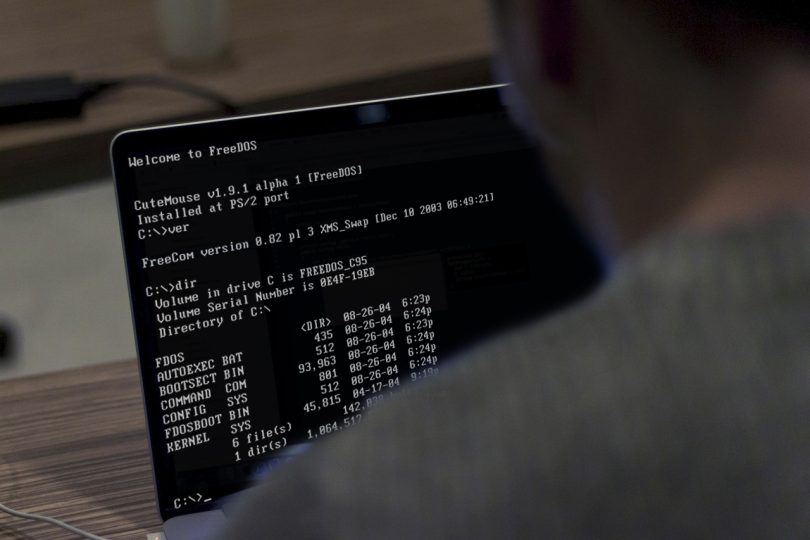 Welcome to FreeDOS
CuteMouse v1.9.1 alpha 1 [FreeDOS]
Installed at PS/2 port
C:\>ver
FreeCom version 0.82 pl 3 XMS_Swap [Dec 10 2003 06:49:21]
C:\>dir
Volume in drive C is FREEDOS_C95
Volume Serial Number is 0E4F-19EB
Directory of C:\
FDOS <DIR> 08-26-04 6:23p
AUTOEXEC BAT 435 08-26-04 6:24p
BOOTSECT BIN 512 08-26-04 6:23p
COMMAND COM 93,963 08-26-04 6:24p
CONFIG SYS 801 08-26-04 6:24p
FDOSBOOT BIN 512 08-26-04 6:24p
KERNEL SYS 45,815 04-17-04 9:19p
6 file(s)
1 dir(s)
C:\>_